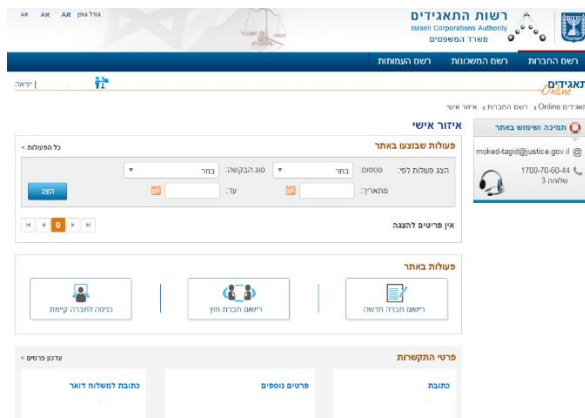 רשות התאגידים
Israeli Corporations Authority
משרד המשפטים
גודל גופן AA AA AA
רשם החברות רשם המשכונות רשם העמותות
תאגידים
Online
יציאה |
תאגידים Online רשם החברות איזור אישי
תמיכה ושימוש באתר
moked-tagid@justice.gov.il @
1700-70-60-44
שלוחה 3
איזור אישי
פעולות שבוצעו באתר
כל הפעולות >
הצג פעולות לפי: סטטוס: בחר סוג הבקשה: בחר
מתאריך: עד:
הצג
אין פריטים להצגה
0
פעולות באתר
רישום חברה חדשה
רישום חברת חוץ
כניסה לחברה קיימת
פרטי התקשרות
עדכון פרטים >
כתובת
פרטים נוספים
כתובת למשלוח דואר